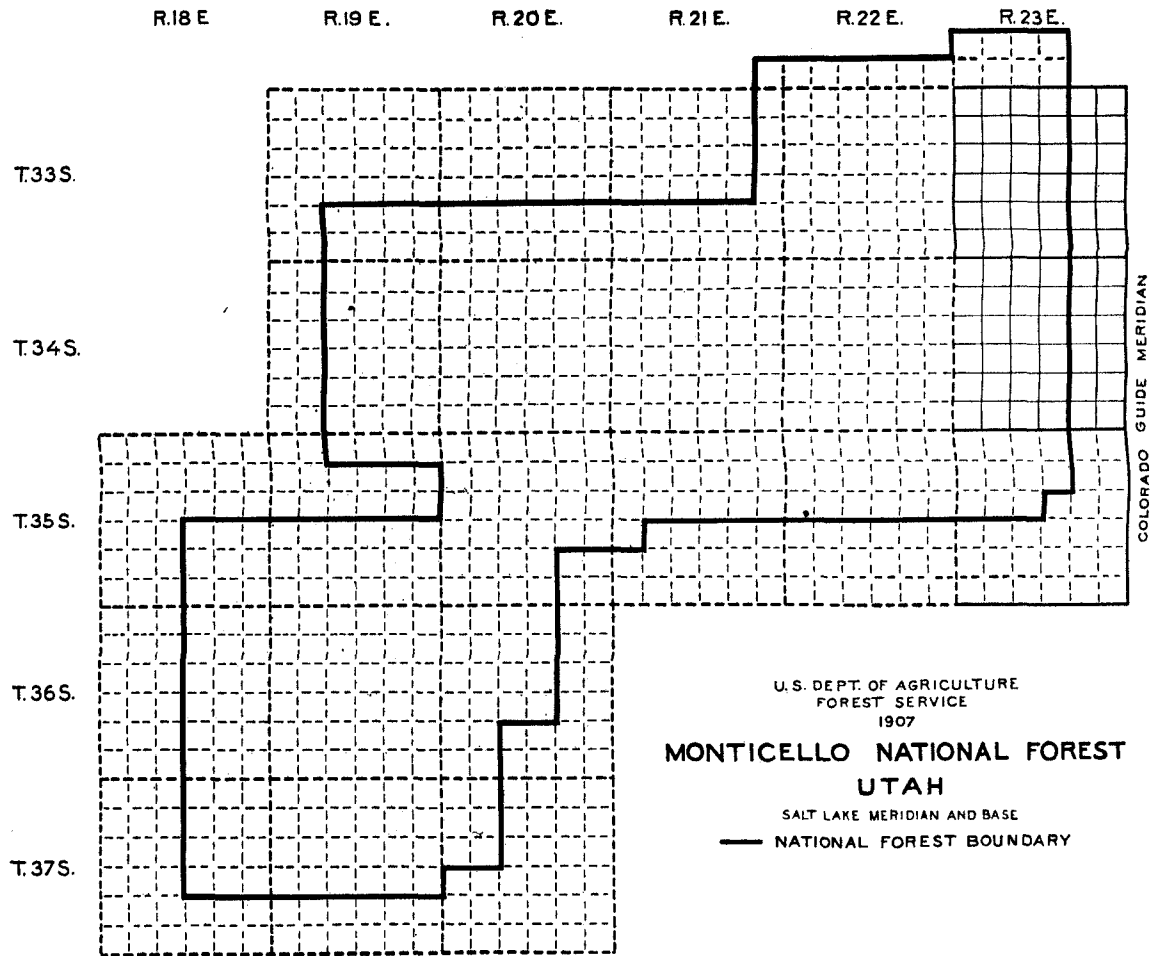 R.18 E R.19 E. R.20 E. R.21 E. R.22 E. R.23 E.
T.33 S.
T.34 S.
T.35 S.
T.36 S.
T.37 S.
COLORADO GUIDE MERIDIAN
U. S. DEPT. OF AGRICULTURE
FOREST SERVICE
1907
MONTICELLO NATIONAL FOREST
UTAH
SALT LAKE MERIDIAN AND BASE
NATIONAL FOREST BOUNDARY